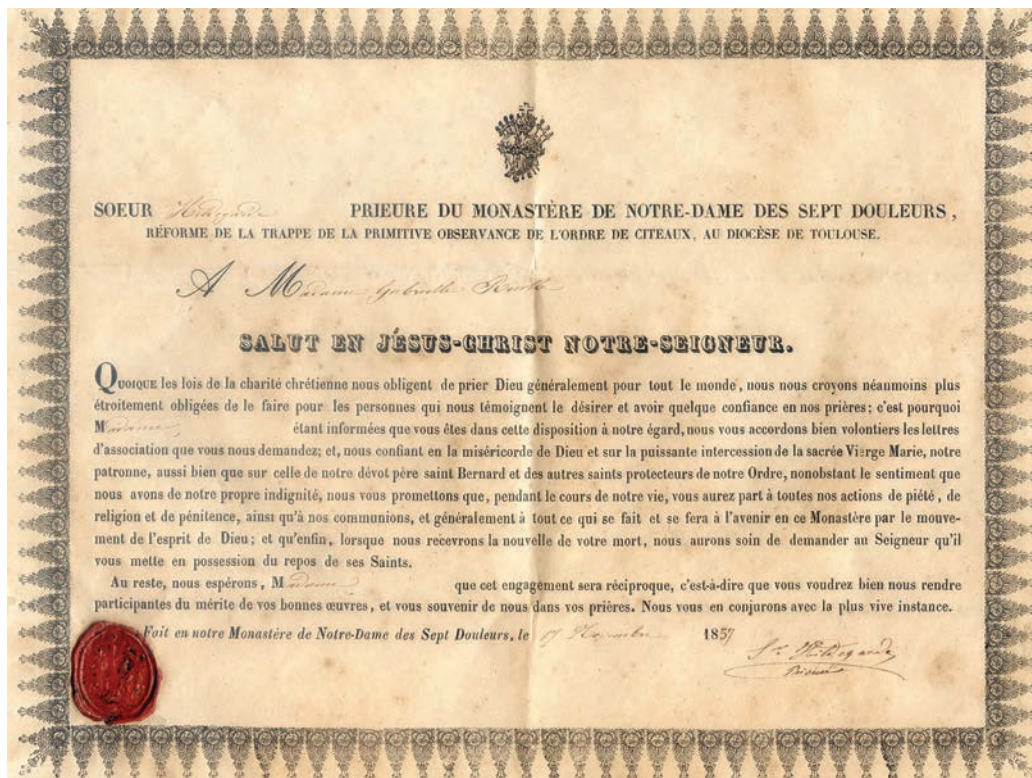 SOEUR Hildegarde PRIEURE DU MONASTÈRE DE NOTRE-DAME DES SEPT DOULEURS,
RÉFORME DE LA TRAPPE DE LA PRIMITIVE OBSERVANCE DE L'ORDRE DE CITEAUX, AU DIOCÈSE DE TOULOUSE.
A Madame Gabrielle
SALUT EN JÉSUS-CHRIST NOTRE-SEIGNEUR.
QUOIQUE les lois de la charité chrétienne nous obligent de prier Dieu généralement pour tout le monde, nous nous croyons néanmoins plus
étroitement obligées de le faire pour les personnes qui nous témoignent le désirer et avoir quelque confiance en nos prières; c'est pourquoi
Madame, étant informées que vous êtes dans cette disposition à notre égard, nous vous accordons bien volontiers les lettres
d'association que vous nous demandez; et, nous confiant en la miséricorde de Dieu et sur la puissante intercession de la sacrée Vierge Marie, notre
patronne, aussi bien que sur celle de notre dévot père saint Bernard et des autres saints protecteurs de notre Ordre, nonobstant le sentiment que
nous avons de notre propre indignité, nous vous promettons que, pendant le cours de notre vie, vous aurez part à toutes nos actions de piété, de
religion et de pénitence, ainsi qu'à nos communions, et généralement à tout ce qui se fait et se fera à l'avenir en ce Monastère par le mouve-
ment de l'esprit de Dieu; et qu'enfin, lorsque nous recevrons la nouvelle de votre mort, nous aurons soin de demander au Seigneur qu'il
vous mette en possession du repos de ses Saints.
Au reste, nous espérons, Madame que cet engagement sera réciproque, c'est-à-dire que vous voudrez bien nous rendre
participantes du mérite de vos bonnes œuvres, et vous souvenir de nous dans vos prières. Nous vous en conjurons avec la plus vive instance.
Fait en notre Monastère de Notre-Dame des Sept Douleurs, le 17 Novembre 1857
Sr Hildegarde
Prieure